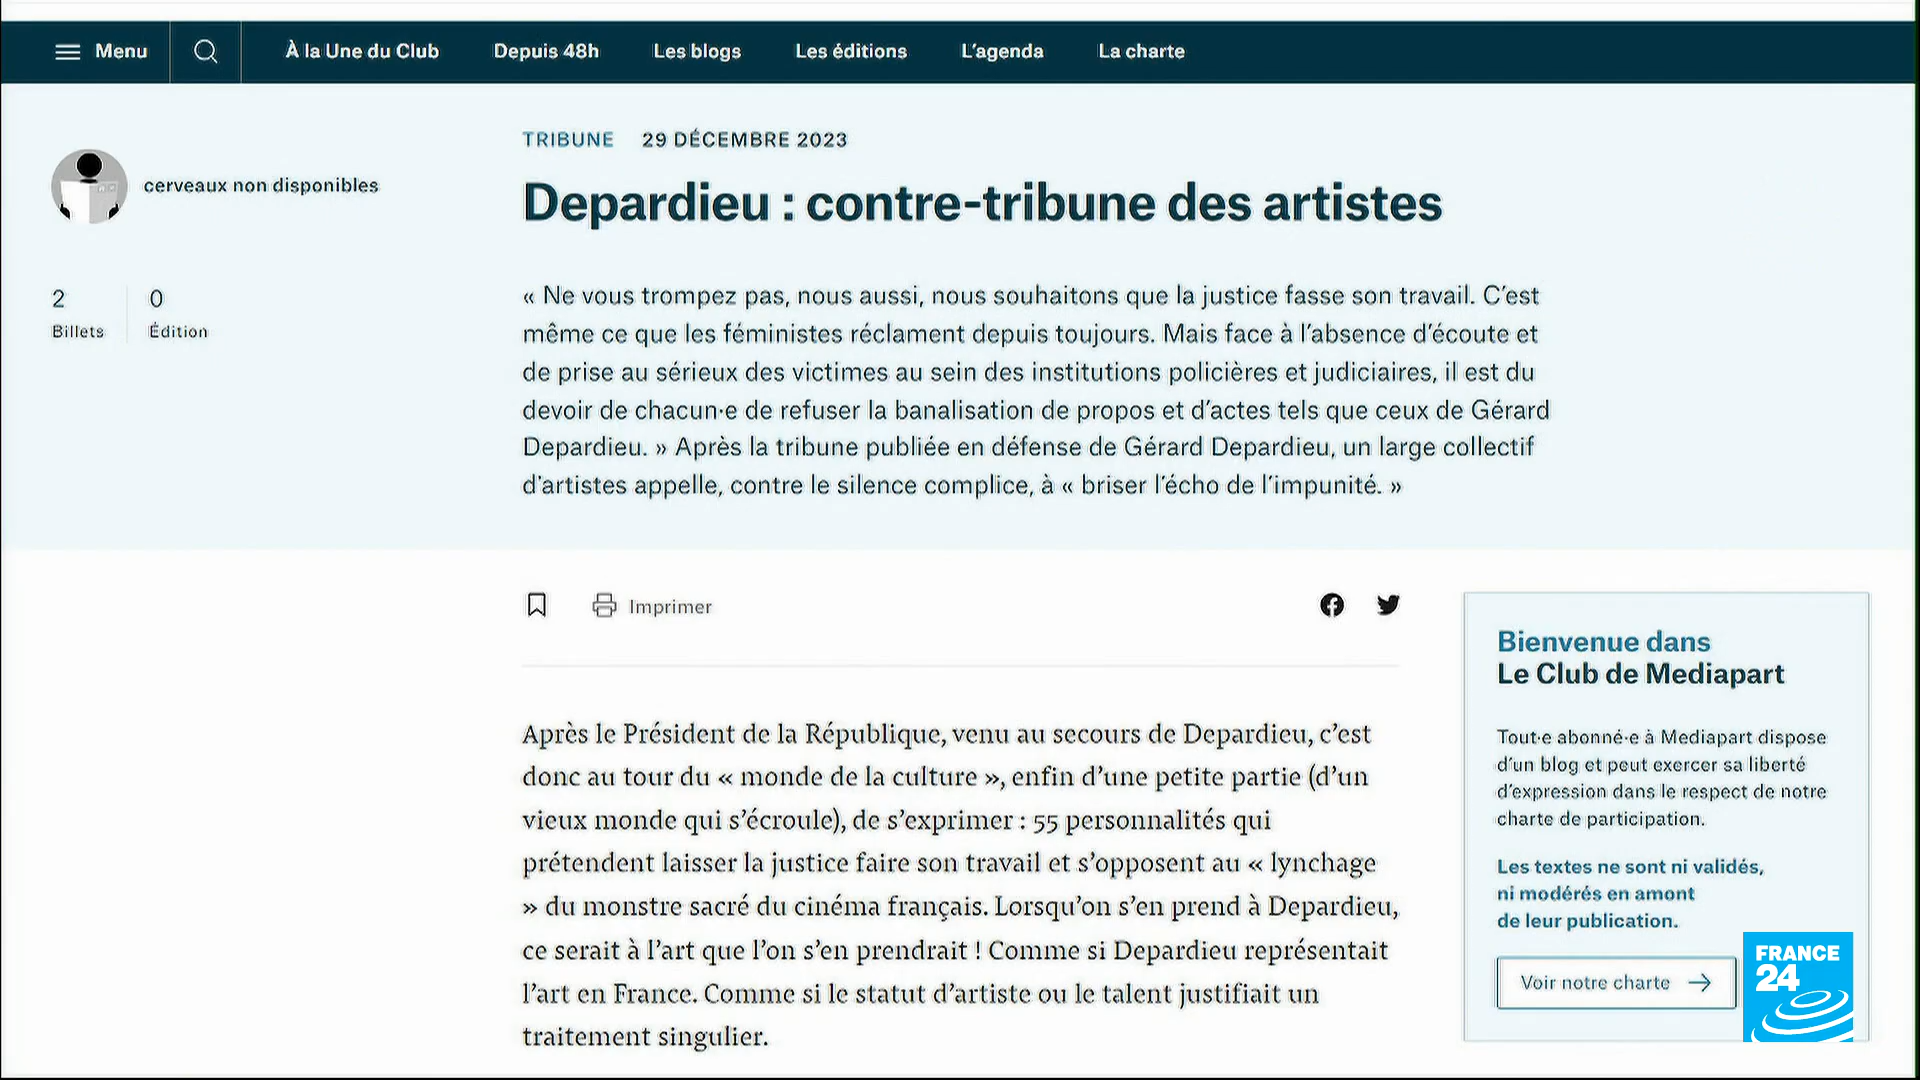 Menu
À la Une du Club
Depuis 48h
Les blogs
Les éditions
L'agenda
La charte
cerveaux non disponibles
2
Billets
0
Édition
TRIBUNE 29 DÉCEMBRE 2023
Depardieu : contre-tribune des artistes
« Ne vous trompez pas, nous aussi, nous souhaitons que la justice fasse son travail. C’est
même ce que les féministes réclament depuis toujours. Mais face à l’absence d’écoute et
de prise au sérieux des victimes au sein des institutions policières et judiciaires, il est du
devoir de chacun·e de refuser la banalisation de propos et d’actes tels que ceux de Gérard
Depardieu. » Après la tribune publiée en défense de Gérard Depardieu, un large collectif
d’artistes appelle, contre le silence complice, à « briser l’écho de l’impunité. »
Imprimer
Après le Président de la République, venu au secours de Depardieu, c’est
donc au tour du « monde de la culture », enfin d’une petite partie (d’un
vieux monde qui s’écroule), de s’exprimer : 55 personnalités qui
prétendent laisser la justice faire son travail et s’opposent au « lynchage
» du monstre sacré du cinéma français. Lorsqu’on s’en prend à Depardieu,
ce serait à l’art que l’on s’en prendrait ! Comme si Depardieu représentait
l’art en France. Comme si le statut d’artiste ou le talent justifiait un
traitement singulier.
Bienvenue dans
Le Club de Mediapart
Tout·e abonné·e à Mediapart dispose
d’un blog et peut exercer sa liberté
d’expression dans le respect de notre
charte de participation.
Les textes ne sont ni validés,
ni modérés en amont
de leur publication.
Voir notre charte
FRANCE
24